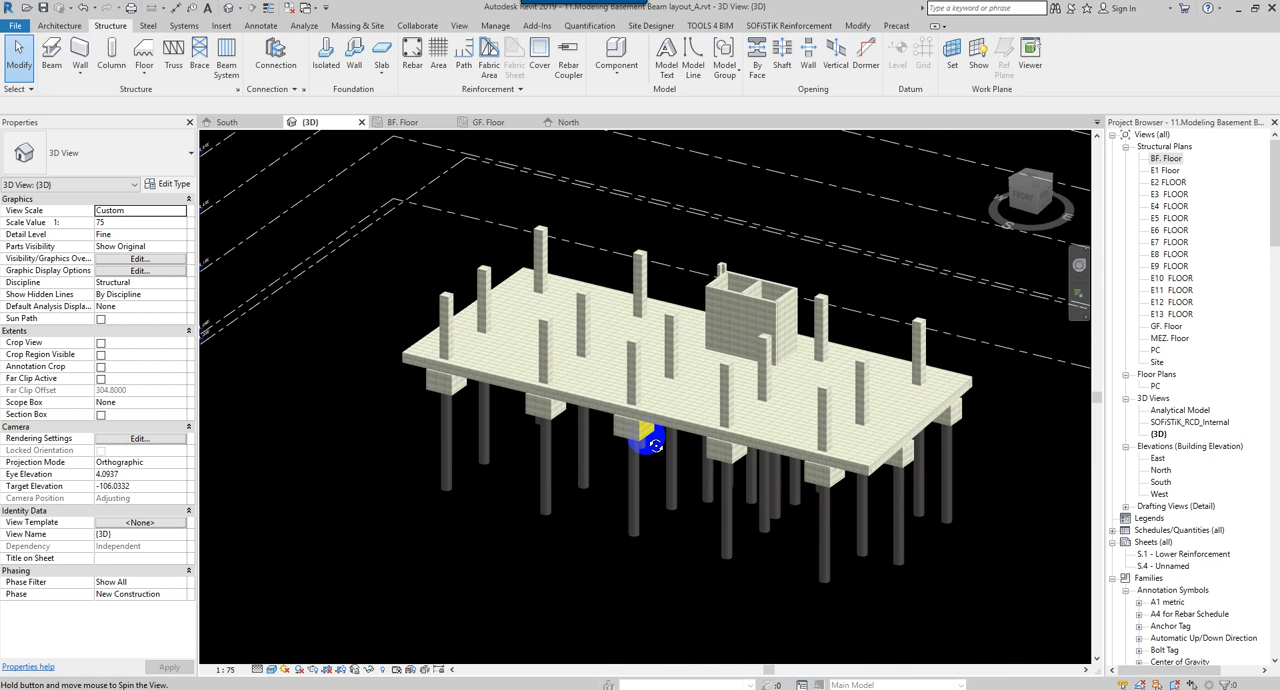 Autodesk Revit 2019 - 11.Modeling Basement Beam layout_A.rvt - 3D View: {3D}
Type a keyword or phrase
Sign In
File
Architecture
Structure
Steel
Systems
Insert
Annotate
Analyze
Massing & Site
Collaborate
View
Manage
Add-Ins
Quantification
Site Designer
TOOLS 4 BIM
SOFiSTiK Reinforcement
Modify
Precast
Modify
Beam
Wall
Column
Floor
Truss
Brace
Beam System
Connection
Isolated
Wall
Slab
Rebar
Area
Path
Fabric Area
Fabric Sheet
Cover
Rebar Coupler
Component
Model Text
Model Line
Model Group
By Face
Shaft
Wall
Vertical
Dormer
Level
Grid
Set
Show
Ref Plane
Viewer
Select
Structure
Connection
Foundation
Reinforcement
Model
Opening
Datum
Work Plane
Properties
South
{3D}
BF. Floor
GF. Floor
North
Project Browser - 11.Modeling Basement B...
3D View
3D View: {3D}
Edit Type
Graphics
View Scale Custom
Scale Value 1: 75
Detail Level Fine
Parts Visibility Show Original
Visibility/Graphics Ove... Edit...
Graphic Display Options Edit...
Discipline Structural
Show Hidden Lines By Discipline
Default Analysis Displa... None
Sun Path
Extents
Crop View
Crop Region Visible
Annotation Crop
Far Clip Active
Far Clip Offset 304.8000
Scope Box None
Section Box
Camera
Rendering Settings Edit...
Locked Orientation
Projection Mode Orthographic
Eye Elevation 4.0937
Target Elevation -106.0332
Camera Position Adjusting
Identity Data
View Template <None>
View Name {3D}
Dependency Independent
Title on Sheet
Phasing
Phase Filter Show All
Phase New Construction
Properties help
Apply
FRONT
Views (all)
Structural Plans
BF. Floor
E1 Floor
E2 FLOOR
E3 FLOOR
E4 FLOOR
E5 FLOOR
E6 FLOOR
E7 FLOOR
E8 FLOOR
E9 FLOOR
E10 FLOOR
E11 FLOOR
E12 FLOOR
E13 FLOOR
GF. Floor
MEZ. Floor
PC
Site
Floor Plans
PC
3D Views
Analytical Model
SOFiSTiK_RCD_Internal
{3D}
Elevations (Building Elevation)
East
North
South
West
Drafting Views (Detail)
Legends
Schedules/Quantities (all)
Sheets (all)
S.1 - Lower Reinforcement
S.4 - Unnamed
Families
Annotation Symbols
A1 metric
A4 for Rebar Schedule
Anchor Tag
Automatic Up/Down Direction
Bolt Tag
Center of Gravity
1 : 75
Hold button and move mouse to Spin the View.
:0
Main Model
:0